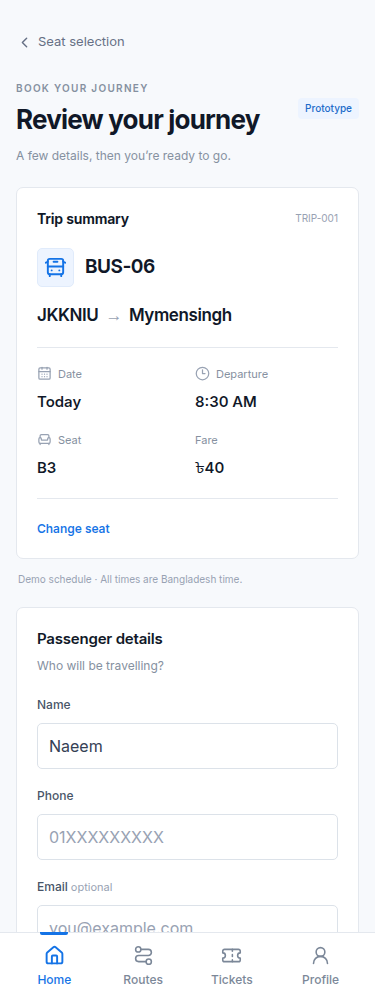 Seat selection
BOOK YOUR JOURNEY
Review your journey
Prototype
A few details, then you're ready to go.
Trip summary
TRIP-001
BUS-06
JKKNIU → Mymensingh
Date
Departure
Today
8:30 AM
Seat
Fare
B3
৳40
Change seat
Demo schedule · All times are Bangladesh time.
Passenger details
Who will be travelling?
Name
Naeem
Phone
01XXXXXXXXX
Email optional
you@example.com
Home
Routes
Tickets
Profile